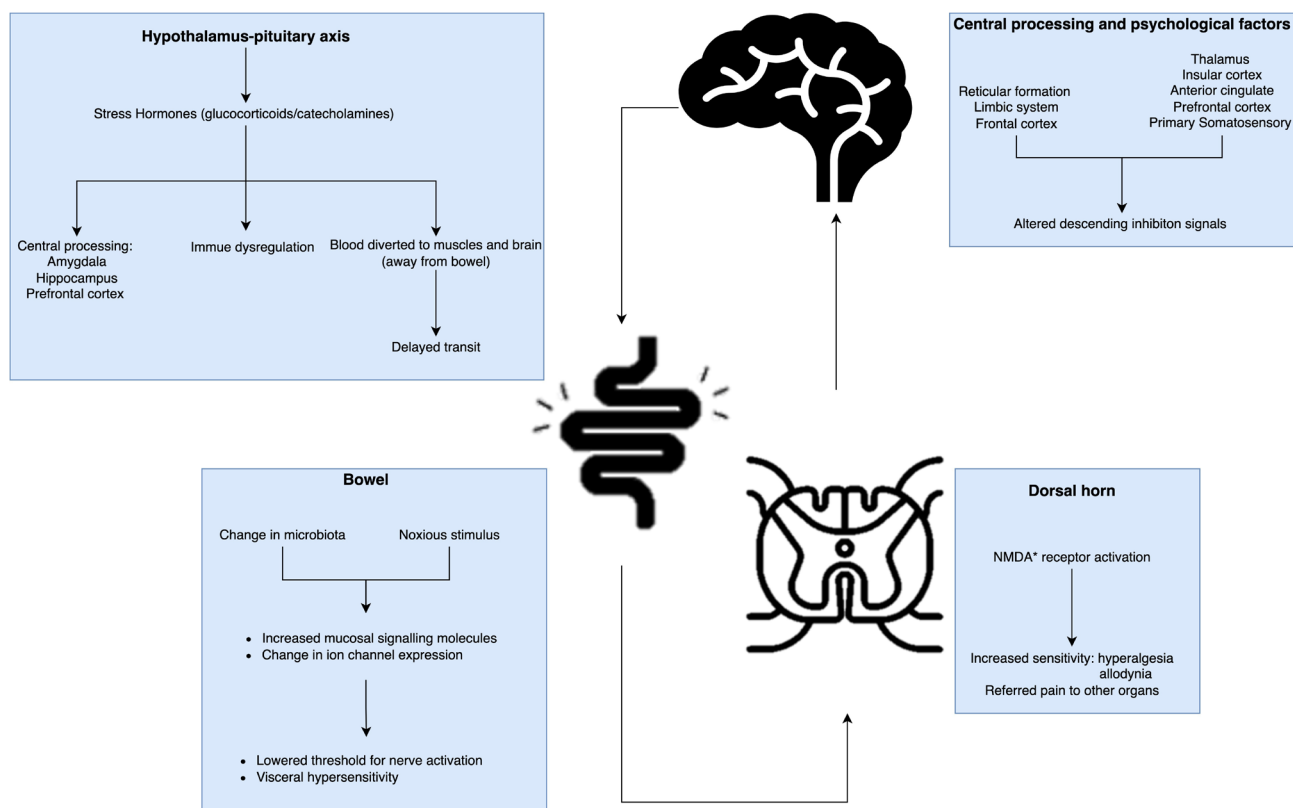 Hypothalamus-pituitary axis
Stress Hormones (glucocorticoids/catecholamines)
Central processing:
Amygdala
Hippocampus
Prefrontal cortex
Immue dysregulation
Blood diverted to muscles and brain
(away from bowel)
Delayed transit
Central processing and psychological factors
Reticular formation
Limbic system
Frontal cortex
Thalamus
Insular cortex
Anterior cingulate
Prefrontal cortex
Primary Somatosensory
Altered descending inhibiton signals
Bowel
Change in microbiota
Noxious stimulus
• Increased mucosal signalling molecules
• Change in ion channel expression
• Lowered threshold for nerve activation
• Visceral hypersensitivity
Dorsal horn
NMDA* receptor activation
Increased sensitivity: hyperalgesia
allodynia
Referred pain to other organs